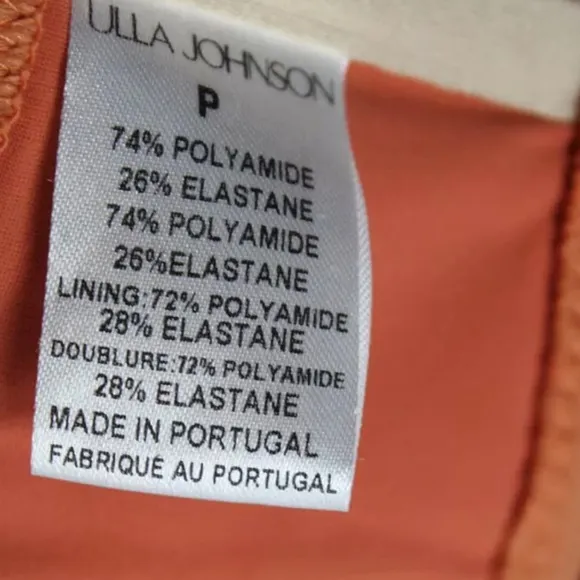 ULLA JOHNSON
P
74% POLYAMIDE
26% ELASTANE
74% POLYAMIDE
26%ELASTANE
LINING:72% POLYAMIDE
28% ELASTANE
DOUBLURE:72% POLYAMIDE
28% ELASTANE
MADE IN PORTUGAL
FABRIQUÉ AU PORTUGAL